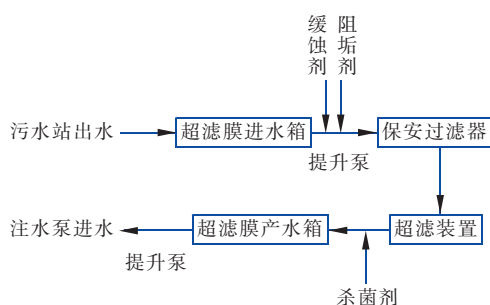 缓蚀剂
阻垢剂
污水站出水
超滤膜进水箱
保安过滤器
提升泵
注水泵进水
超滤膜产水箱
超滤装置
提升泵
杀菌剂